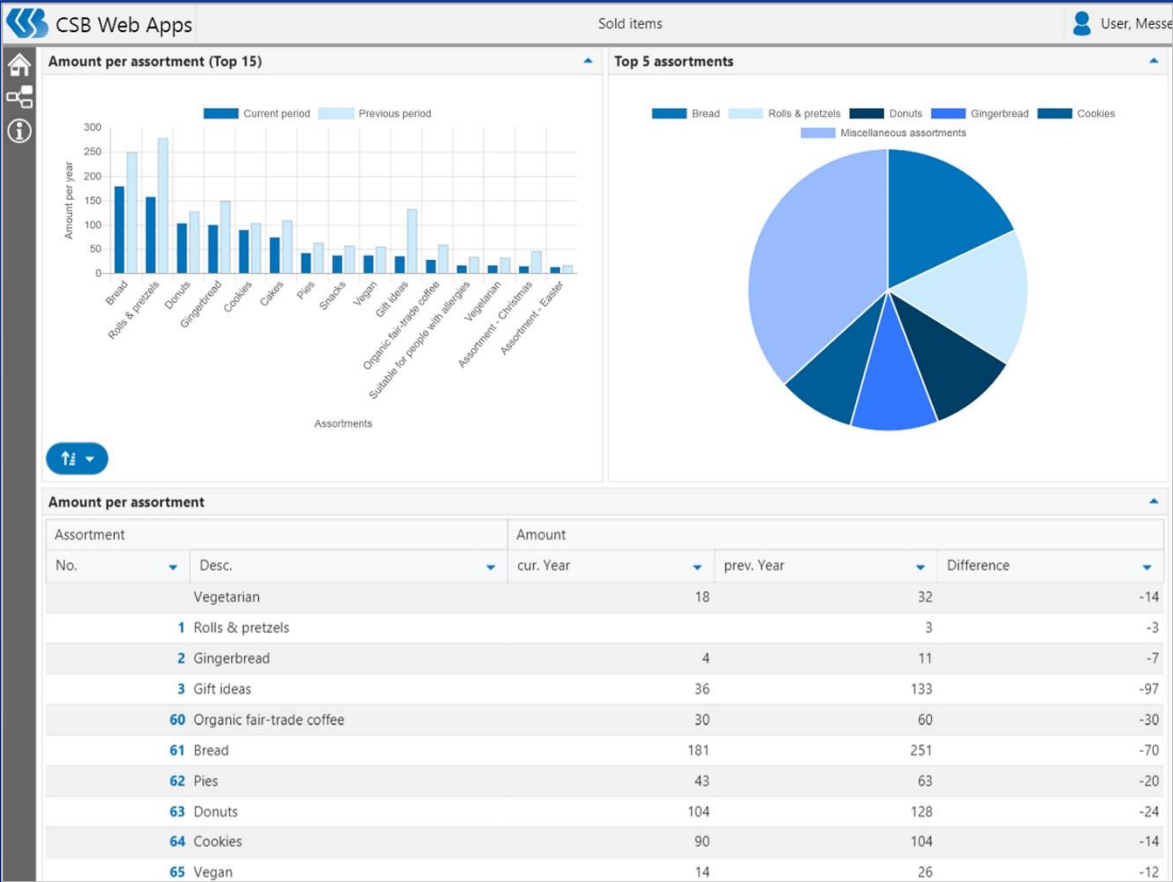 CSB Web Apps
Sold items
User, Messe
Amount per assortment (Top 15)
Current period Previous period
300
250
200
150
100
50
0
Amount per year
Bread
Rolls & pretzels
Donuts
Gingerbread
Cookies
Cakes
Pies
Snacks
Vegan
Gift ideas
Organic fair-trade coffee
Suitable for people with allergies
Vegetarian
Assortment - Christmas
Assortment - Easter
Assortments
Top 5 assortments
Bread Rolls & pretzels Donuts Gingerbread Cookies
Miscellaneous assortments
Amount per assortment
Assortment Amount
No. Desc. cur. Year prev. Year Difference
Vegetarian 18 32 -14
1 Rolls & pretzels 3 -3
2 Gingerbread 4 11 -7
3 Gift ideas 36 133 -97
60 Organic fair-trade coffee 30 60 -30
61 Bread 181 251 -70
62 Pies 43 63 -20
63 Donuts 104 128 -24
64 Cookies 90 104 -14
65 Vegan 14 26 -12